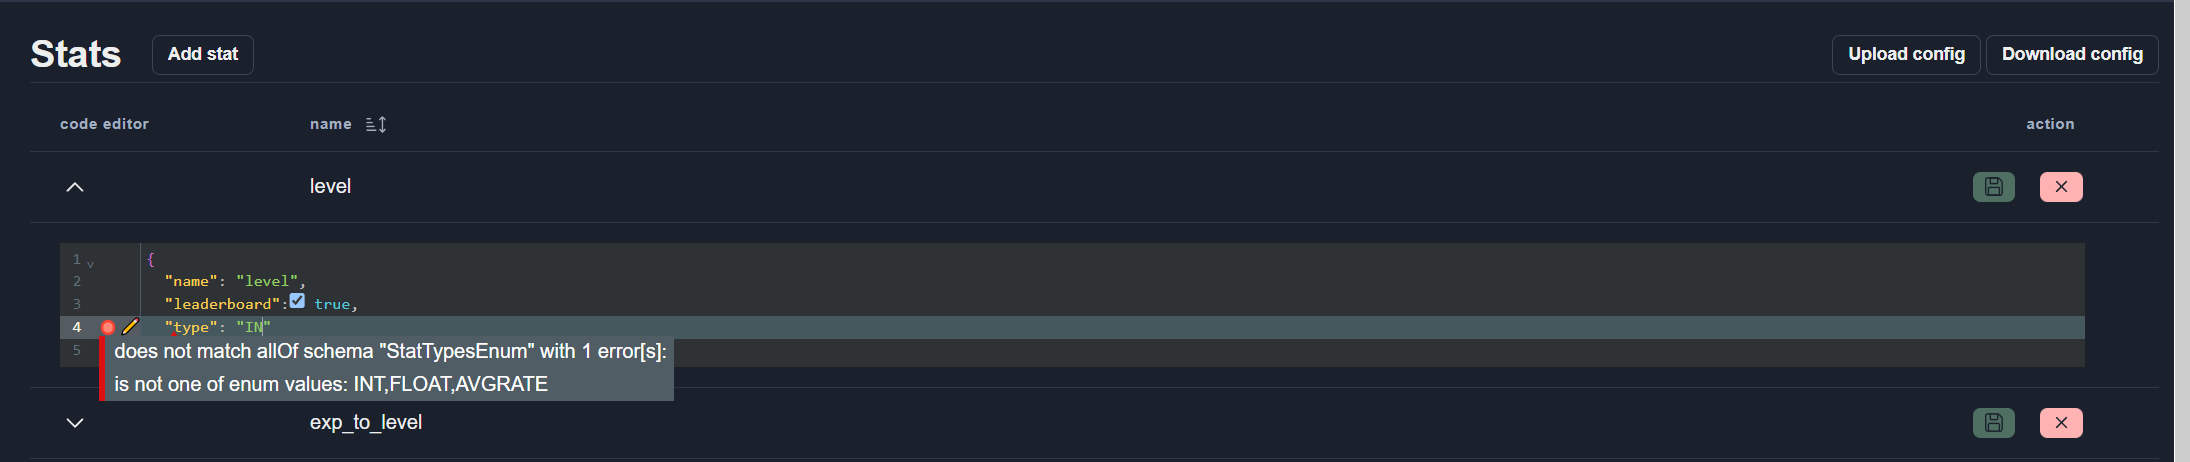 Stats Add stat Upload config Download config
code editor name action
level
1 {
2 "name": "level",
3 "leaderboard": true,
4 "type": "IN"
5
does not match allOf schema "StatTypesEnum" with 1 error[s]:
is not one of enum values: INT,FLOAT,AVGRATE
exp_to_level